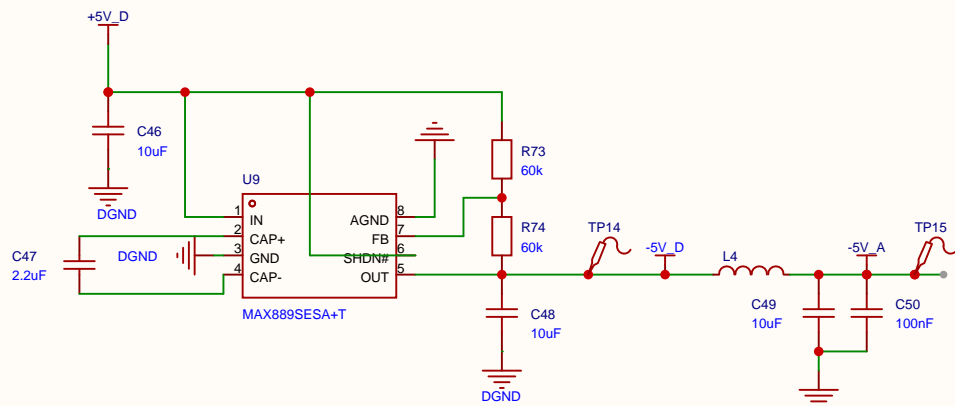 +5V_D
C46
10uF
DGND
U9
1
IN
2
CAP+
3
GND
4
CAP-
AGND
8
FB
7
SHDN#
6
OUT
5
MAX889SESA+T
C47
2.2uF
DGND
R73
60k
R74
60k
C48
10uF
DGND
TP14
-5V_D
L4
-5V_A
TP15
C49
10uF
C50
100nF